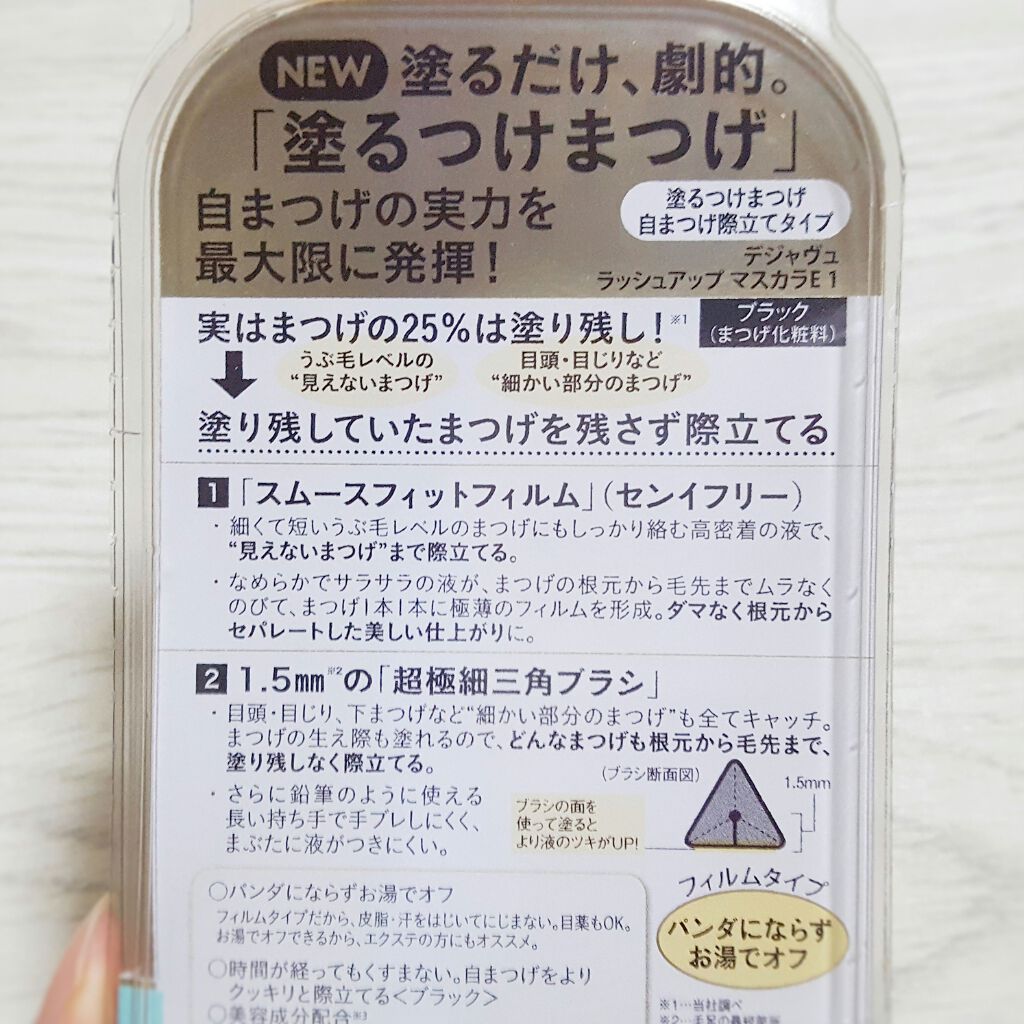 NEW 塗るだけ、劇的。
「塗るつけまつげ」
自まつげの実力を
最大限に発揮!
塗るつけまつげ
自まつげ際立てタイプ
デジャヴュ
ラッシュアップ マスカラE 1
ブラック
(まつげ化粧料)
実はまつげの25%は塗り残し!※1
うぶ毛レベルの
“見えないまつげ”
目頭・目じりなど
“細かい部分のまつげ”
塗り残していたまつげを残さず際立てる
1 「スムースフィットフィルム」(センイフリー)
・細くて短いうぶ毛レベルのまつげにもしっかり絡む高密着の液で、
“見えないまつげ”まで際立てる。
・なめらかでサラサラの液が、まつげの根元から毛先までムラなく
のびて、まつげ1本1本に極薄のフィルムを形成。ダマなく根元から
セパレートした美しい仕上がりに。
2 1.5mm※2の「超極細三角ブラシ」
・目頭・目じり、下まつげなど“細かい部分のまつげ”も全てキャッチ。
まつげの生え際も塗れるので、どんなまつげも根元から毛先まで、
塗り残しなく際立てる。
・さらに鉛筆のように使える
長い持ち手で手ブレしにくく、
まぶたに液がつきにくい。
(ブラシ断面図)
1.5mm
ブラシの面を
使って塗ると
より液のツキがUP!
○パンダにならずお湯でオフ
フィルムタイプだから、皮脂・汗をはじいてにじまない。目薬もOK。
お湯でオフできるから、エクステの方にもオススメ。
○時間が経ってもくすまない。自まつげをより
クッキリと際立てる<ブラック>
○美容成分配合※3
フィルムタイプ
パンダにならず
お湯でオフ
※1…当社調べ